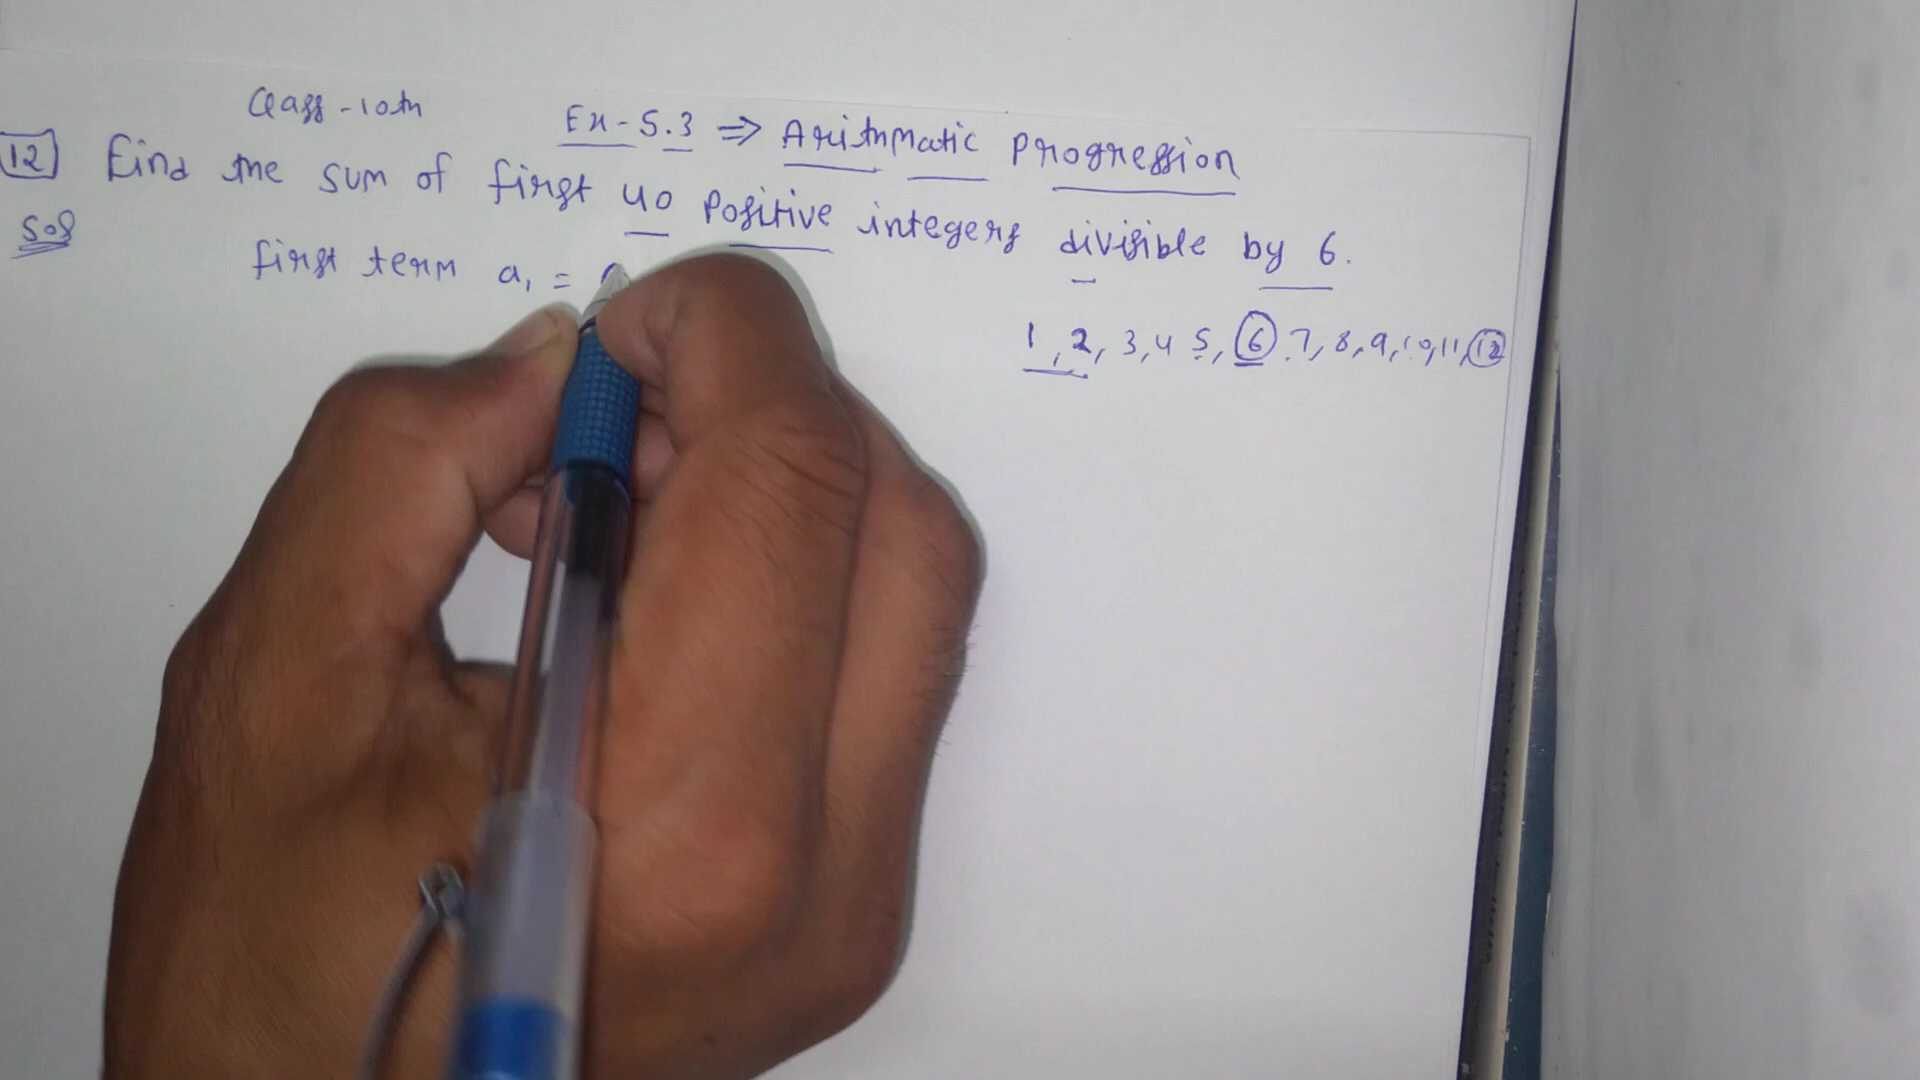 Class - 10th
Ex - 5.3 ⇒ Arithmatic Progression
12 Find the sum of first 40 Positive integers divisible by 6.
Sol
first term a₁ =
1, 2, 3, 4 5, 6 7, 8, 9, 10, 11, 12